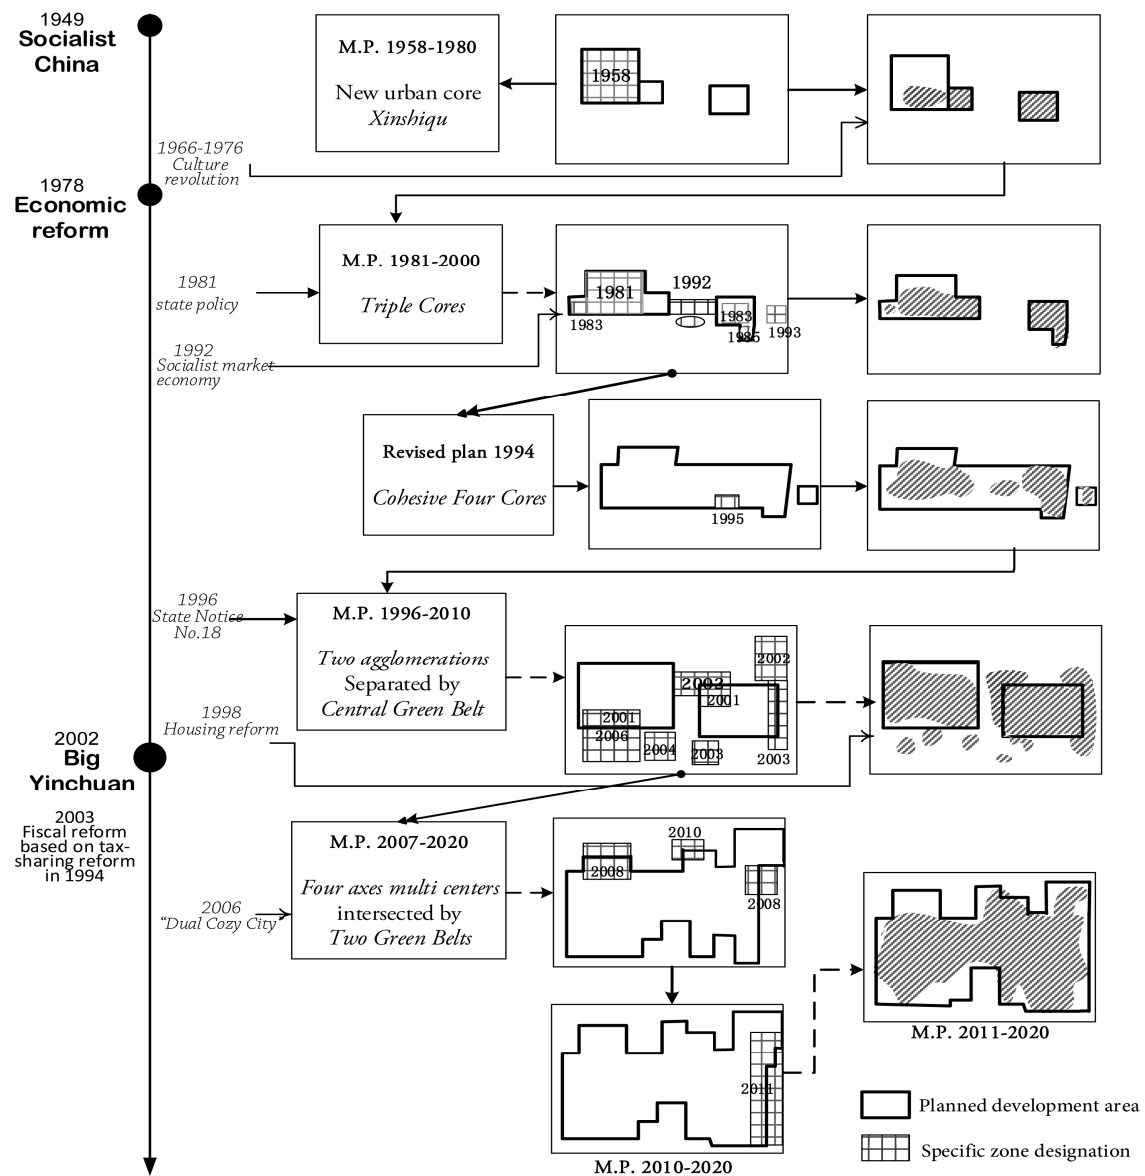 1949
Socialist
China
M.P. 1958-1980
New urban core
Xinshiqu
1958
1966-1976
Culture
revolution
1978
Economic
reform
M.P. 1981-2000
Triple Cores
1981
state policy
1981
1992
1983
1983
1985
1993
1992
Socialist market
economy
Revised plan 1994
Cohesive Four Cores
1995
1996
State Notice
No.18
M.P. 1996-2010
Two agglomerations
Separated by
Central Green Belt
2002
2002
2001
2001
2006
2004
2003
2003
1998
Housing reform
2002
Big
Yinchuan
2003
Fiscal reform
based on tax-
sharing reform
in 1994
M.P. 2007-2020
Four axes multi centers
intersected by
Two Green Belts
2010
2008
2008
2006
“Dual Cozy City”
M.P. 2011-2020
2011
M.P. 2010-2020
Planned development area
Specific zone designation